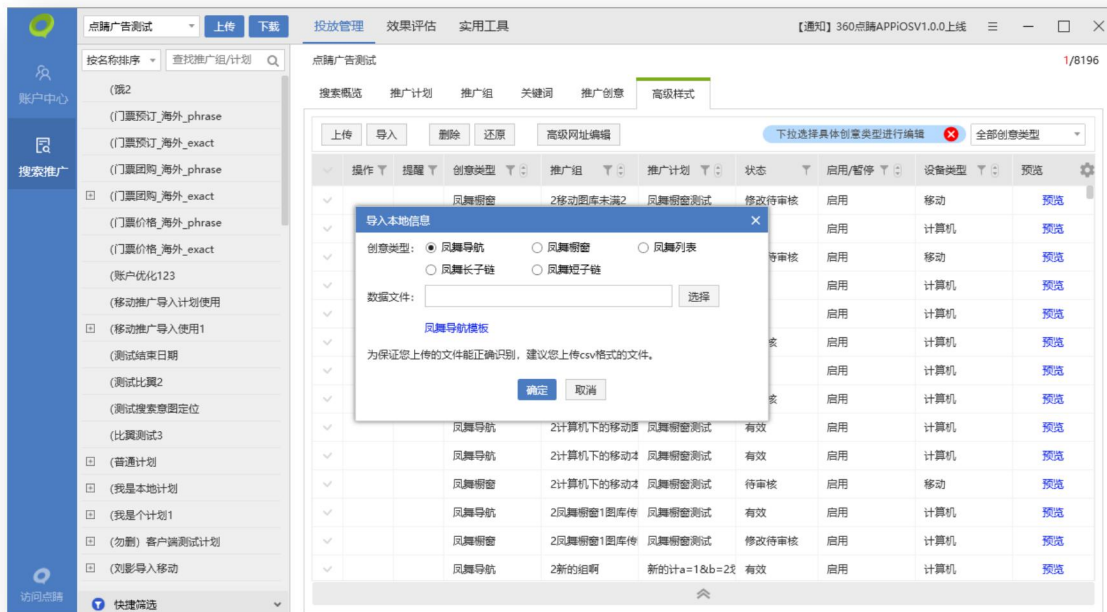 点睛广告测试 上传 下载 投放管理 效果评估 实用工具 【通知】360点睛APPiOSV1.0.0上线
按名称排序 查找推广组/计划 点睛广告测试 1/8196
账户中心
搜索推广
访问点睛
(饿2
(门票预订_海外_phrase
(门票预订_海外_exact
(门票团购_海外_phrase
(门票团购_海外_exact
(门票价格_海外_phrase
(门票价格_海外_exact
(账户优化123
(移动推广导入计划使用
(移动推广导入使用1
(测试结束日期
(测试比翼2
(测试搜索意图定位
(比翼测试3
(普通计划
(我是本地计划
(我是个计划1
(勿删）客户端测试计划
(刘影导入移动
快捷筛选
搜索概览 推广计划 推广组 关键词 推广创意 高级样式
上传 导入 删除 还原 高级网址编辑 下拉选择具体创意类型进行编辑 全部创意类型
操作 提醒 创意类型 推广组 推广计划 状态 启用/暂停 设备类型 预览
凤舞橱窗 2移动图库未满2 凤舞橱窗测试 修改待审核 启用 移动 预览
启用 计算机 预览
待审核 启用 移动 预览
启用 计算机 预览
启用 计算机 预览
核 启用 计算机 预览
启用 计算机 预览
核 启用 计算机 预览
凤舞导航 2计算机下的移动图 凤舞橱窗测试 有效 启用 计算机 预览
凤舞导航 2计算机下的移动本 凤舞橱窗测试 有效 启用 计算机 预览
凤舞橱窗 2计算机下的移动本 凤舞橱窗测试 待审核 启用 移动 预览
凤舞导航 2凤舞橱窗1图库传 凤舞橱窗测试 有效 启用 计算机 预览
凤舞橱窗 2凤舞橱窗1图库传 凤舞橱窗测试 修改待审核 启用 计算机 预览
凤舞导航 2新的组啊 新的计a=1&b=2划 有效 启用 计算机 预览
导入本地信息
创意类型： 凤舞导航 凤舞橱窗 凤舞列表
凤舞长子链 凤舞短子链
数据文件： 选择
凤舞导航模板
为保证您上传的文件能正确识别，建议您上传csv格式的文件。
确定 取消